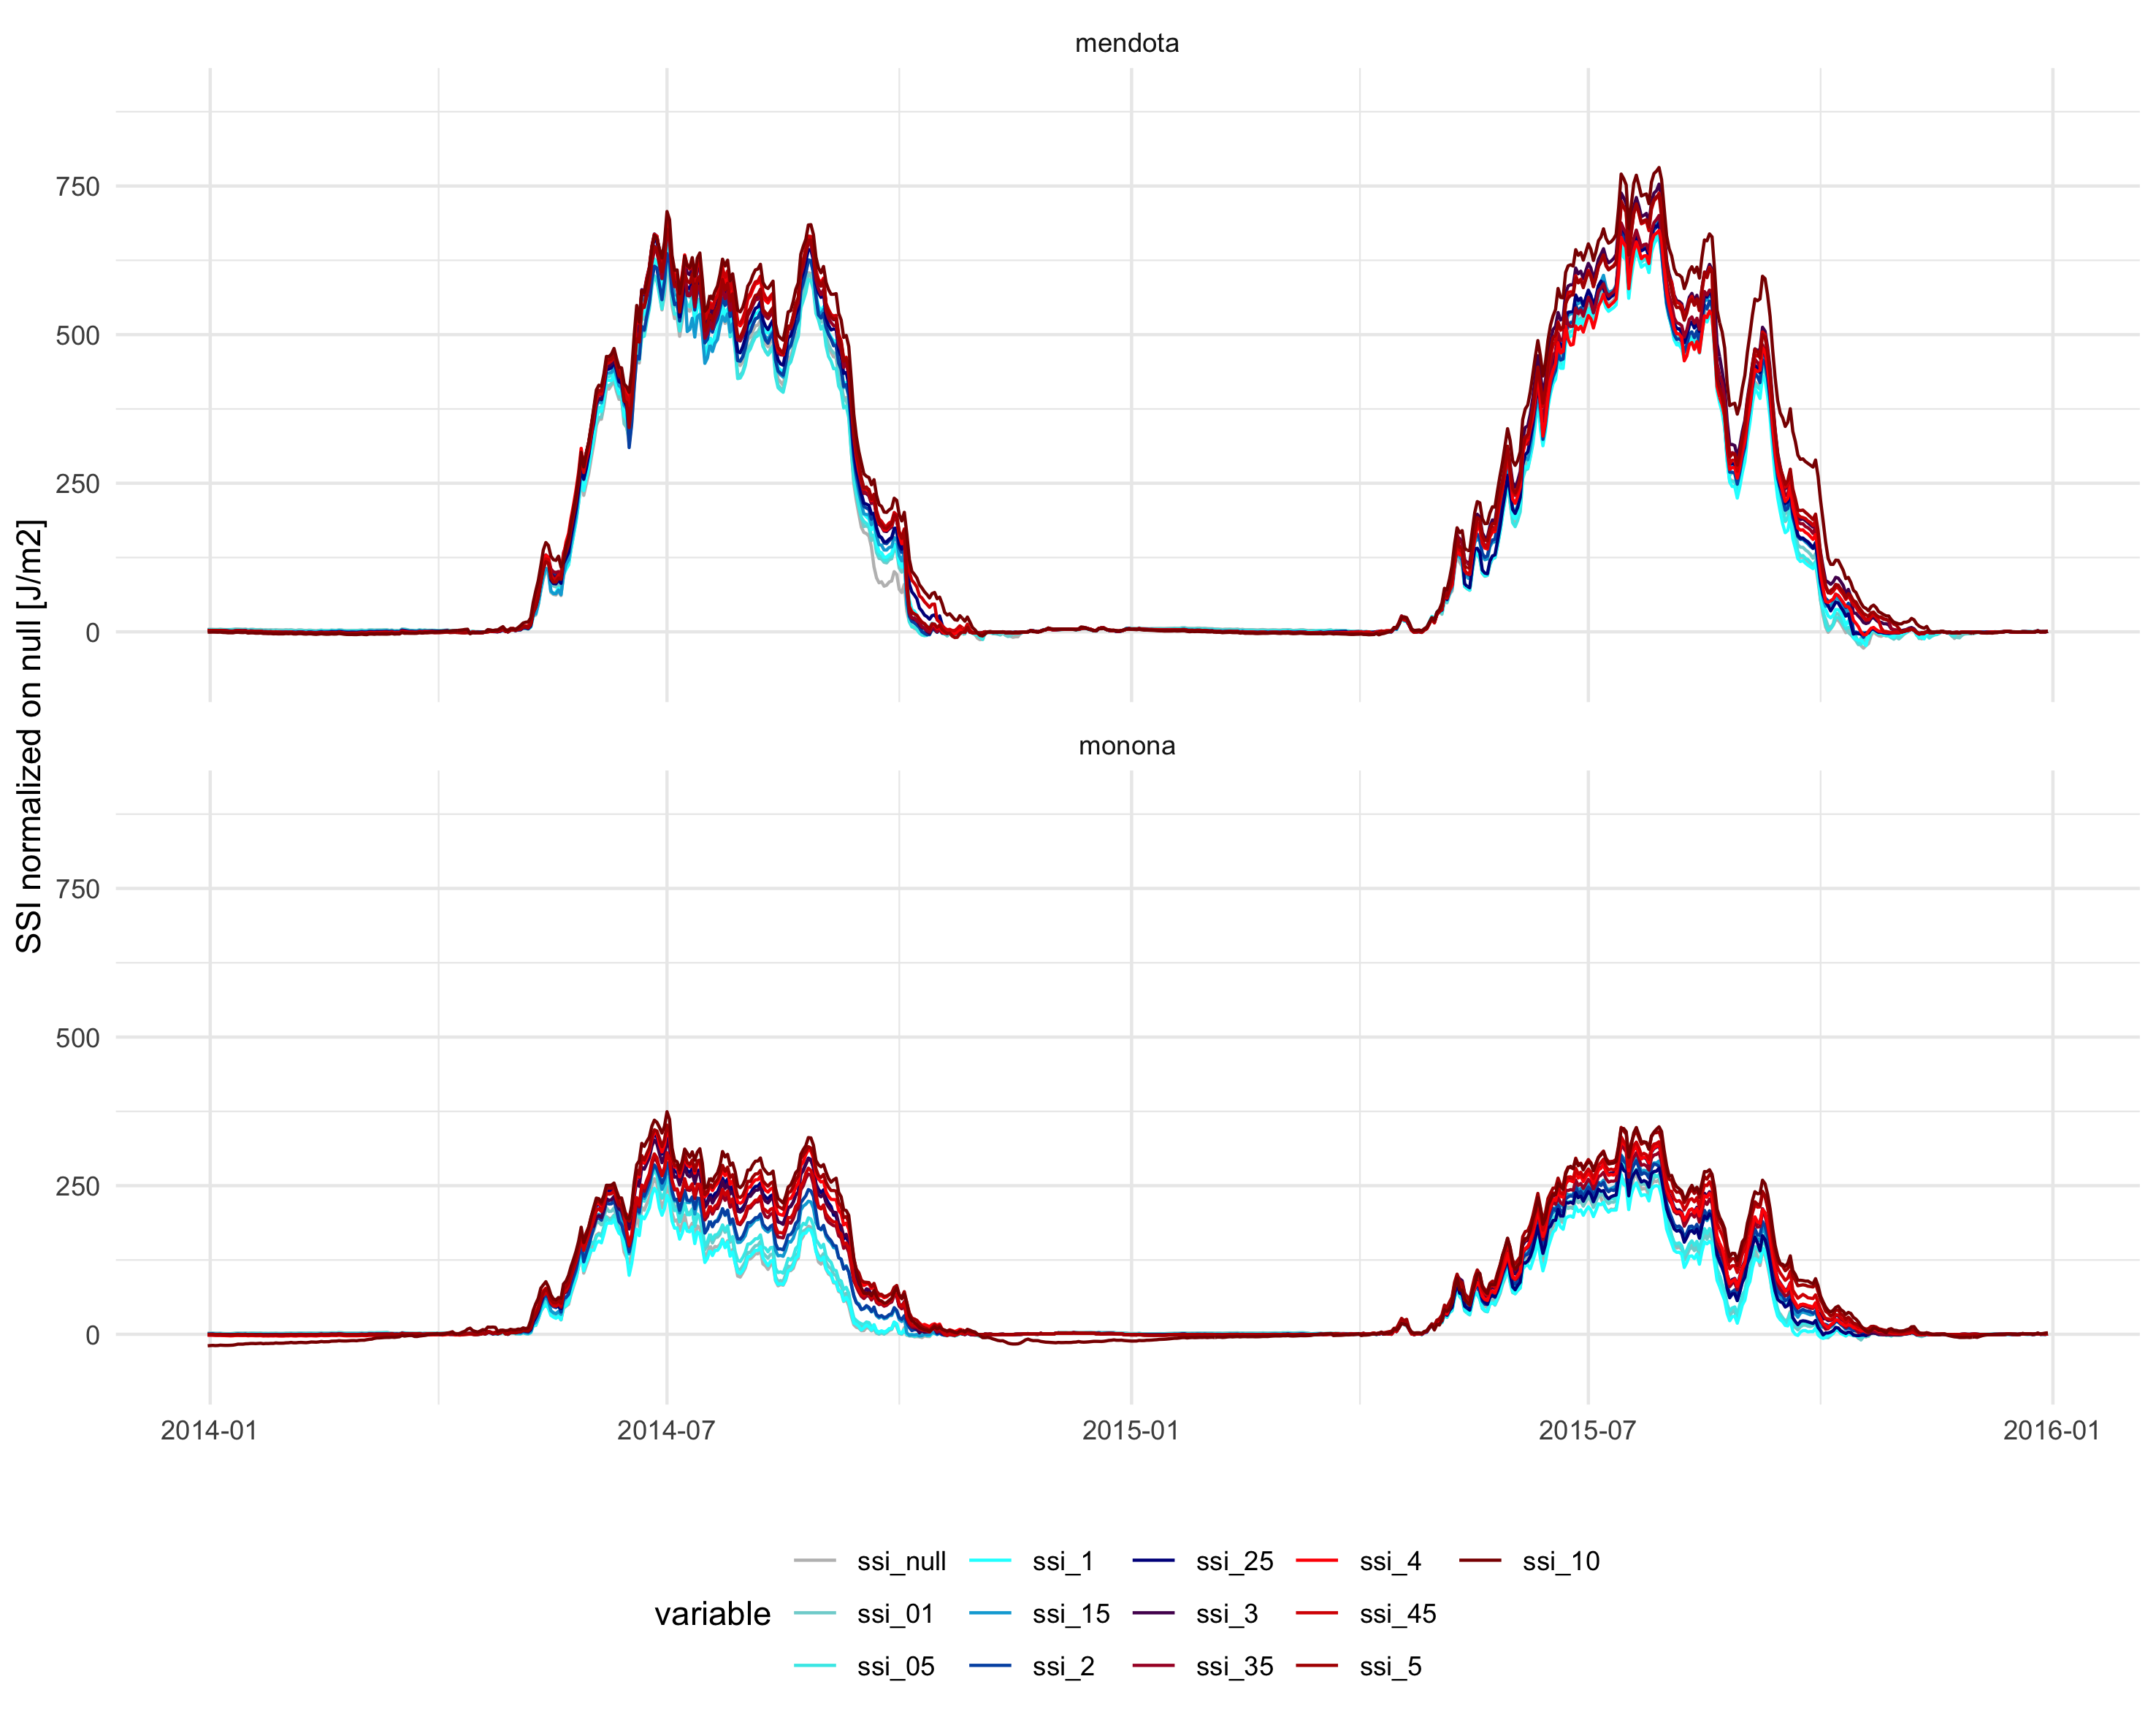 mendota
750
500
250
0
SSI normalized on null [J/m2]
monona
750
500
250
0
2014-01 2014-07 2015-01 2015-07 2016-01
variable
ssi_null ssi_1 ssi_25 ssi_4 ssi_10
ssi_01 ssi_15 ssi_3 ssi_45
ssi_05 ssi_2 ssi_35 ssi_5